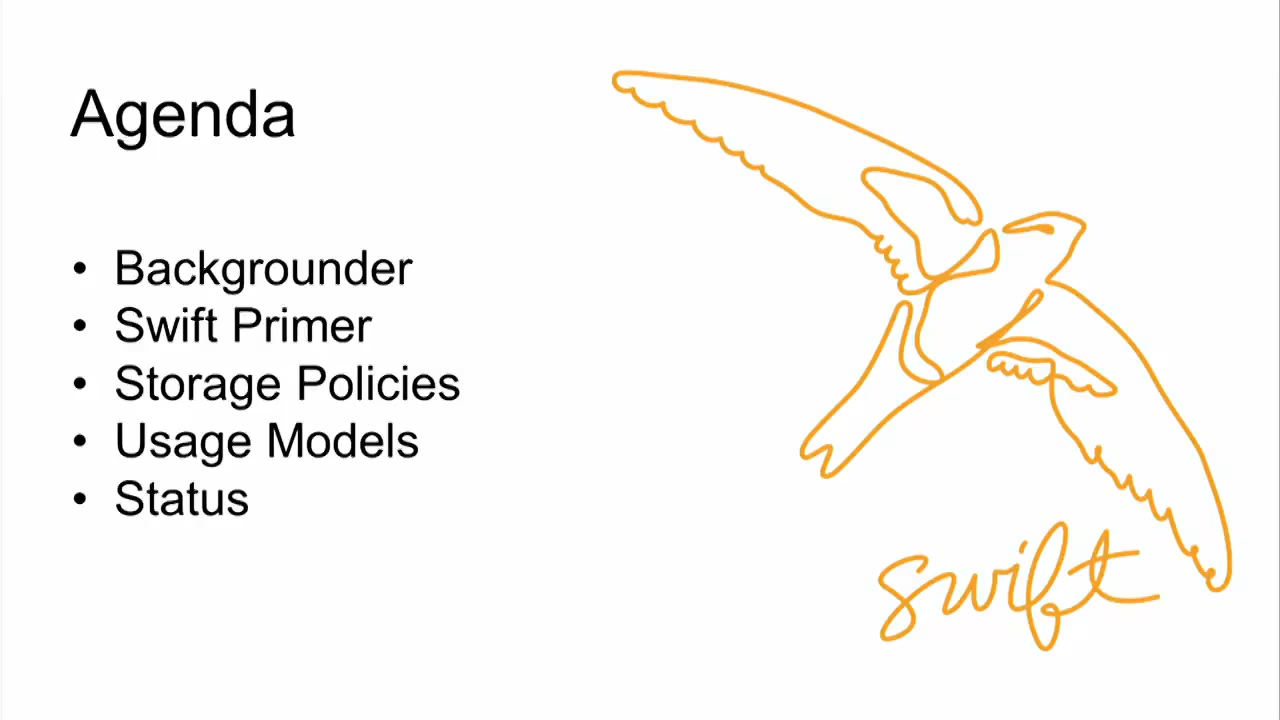 Agenda
• Backgrounder
• Swift Primer
• Storage Policies
• Usage Models
• Status
swift